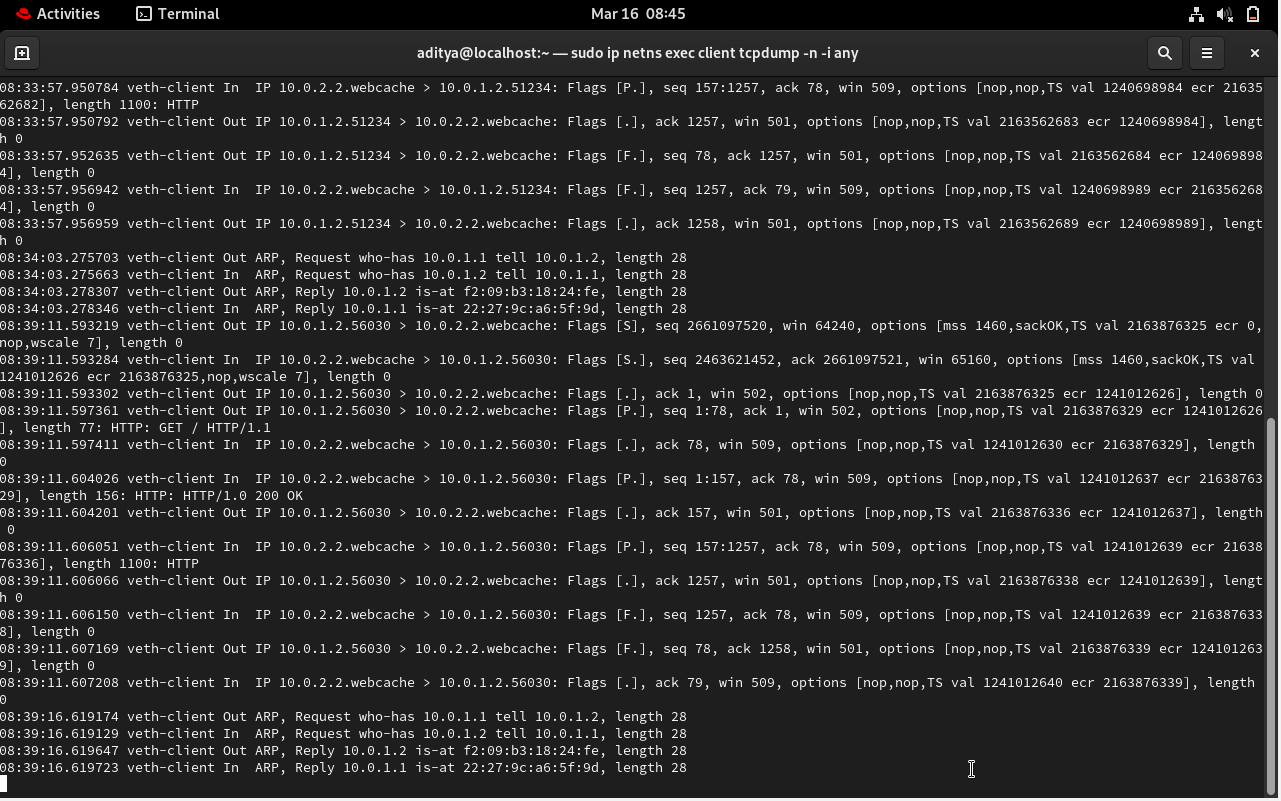 Activities
Terminal
Mar 16 08:45
aditya@localhost:~ — sudo ip netns exec client tcpdump -n -i any
08:33:57.950784 veth-client In  IP 10.0.2.2.webcache > 10.0.1.2.51234: Flags [P.], seq 157:1257, ack 78, win 509, options [nop,nop,TS val 1240698984 ecr 21635
62682], length 1100: HTTP
08:33:57.950792 veth-client Out IP 10.0.1.2.51234 > 10.0.2.2.webcache: Flags [.], ack 1257, win 501, options [nop,nop,TS val 2163562683 ecr 1240698984], lengt
h 0
08:33:57.952635 veth-client Out IP 10.0.1.2.51234 > 10.0.2.2.webcache: Flags [F.], seq 78, ack 1257, win 501, options [nop,nop,TS val 2163562684 ecr 124069898
4], length 0
08:33:57.956942 veth-client In  IP 10.0.2.2.webcache > 10.0.1.2.51234: Flags [F.], seq 1257, ack 79, win 509, options [nop,nop,TS val 1240698989 ecr 216356268
4], length 0
08:33:57.956959 veth-client Out IP 10.0.1.2.51234 > 10.0.2.2.webcache: Flags [.], ack 1258, win 501, options [nop,nop,TS val 2163562689 ecr 1240698989], lengt
h 0
08:34:03.275703 veth-client Out ARP, Request who-has 10.0.1.1 tell 10.0.1.2, length 28
08:34:03.275663 veth-client In  ARP, Request who-has 10.0.1.2 tell 10.0.1.1, length 28
08:34:03.278307 veth-client Out ARP, Reply 10.0.1.2 is-at f2:09:b3:18:24:fe, length 28
08:34:03.278346 veth-client In  ARP, Reply 10.0.1.1 is-at 22:27:9c:a6:5f:9d, length 28
08:39:11.593219 veth-client Out IP 10.0.1.2.56030 > 10.0.2.2.webcache: Flags [S], seq 2661097520, win 64240, options [mss 1460,sackOK,TS val 2163876325 ecr 0,
nop,wscale 7], length 0
08:39:11.593284 veth-client In  IP 10.0.2.2.webcache > 10.0.1.2.56030: Flags [S.], seq 2463621452, ack 2661097521, win 65160, options [mss 1460,sackOK,TS val
1241012626 ecr 2163876325,nop,wscale 7], length 0
08:39:11.593302 veth-client Out IP 10.0.1.2.56030 > 10.0.2.2.webcache: Flags [.], ack 1, win 502, options [nop,nop,TS val 2163876325 ecr 1241012626], length 0
08:39:11.597361 veth-client Out IP 10.0.1.2.56030 > 10.0.2.2.webcache: Flags [P.], seq 1:78, ack 1, win 502, options [nop,nop,TS val 2163876329 ecr 1241012626
], length 77: HTTP: GET / HTTP/1.1
08:39:11.597411 veth-client In  IP 10.0.2.2.webcache > 10.0.1.2.56030: Flags [.], ack 78, win 509, options [nop,nop,TS val 1241012630 ecr 2163876329], length
0
08:39:11.604026 veth-client In  IP 10.0.2.2.webcache > 10.0.1.2.56030: Flags [P.], seq 1:157, ack 78, win 509, options [nop,nop,TS val 1241012637 ecr 21638763
29], length 156: HTTP: HTTP/1.0 200 OK
08:39:11.604201 veth-client Out IP 10.0.1.2.56030 > 10.0.2.2.webcache: Flags [.], ack 157, win 501, options [nop,nop,TS val 2163876336 ecr 1241012637], length
 0
08:39:11.606051 veth-client In  IP 10.0.2.2.webcache > 10.0.1.2.56030: Flags [P.], seq 157:1257, ack 78, win 509, options [nop,nop,TS val 1241012639 ecr 21638
76336], length 1100: HTTP
08:39:11.606066 veth-client Out IP 10.0.1.2.56030 > 10.0.2.2.webcache: Flags [.], ack 1257, win 501, options [nop,nop,TS val 2163876338 ecr 1241012639], lengt
h 0
08:39:11.606150 veth-client In  IP 10.0.2.2.webcache > 10.0.1.2.56030: Flags [F.], seq 1257, ack 78, win 509, options [nop,nop,TS val 1241012639 ecr 216387633
8], length 0
08:39:11.607169 veth-client Out IP 10.0.1.2.56030 > 10.0.2.2.webcache: Flags [F.], seq 78, ack 1258, win 501, options [nop,nop,TS val 2163876339 ecr 124101263
9], length 0
08:39:11.607208 veth-client In  IP 10.0.2.2.webcache > 10.0.1.2.56030: Flags [.], ack 79, win 509, options [nop,nop,TS val 1241012640 ecr 2163876339], length
0
08:39:16.619174 veth-client Out ARP, Request who-has 10.0.1.1 tell 10.0.1.2, length 28
08:39:16.619129 veth-client In  ARP, Request who-has 10.0.1.2 tell 10.0.1.1, length 28
08:39:16.619647 veth-client Out ARP, Reply 10.0.1.2 is-at f2:09:b3:18:24:fe, length 28
08:39:16.619723 veth-client In  ARP, Reply 10.0.1.1 is-at 22:27:9c:a6:5f:9d, length 28